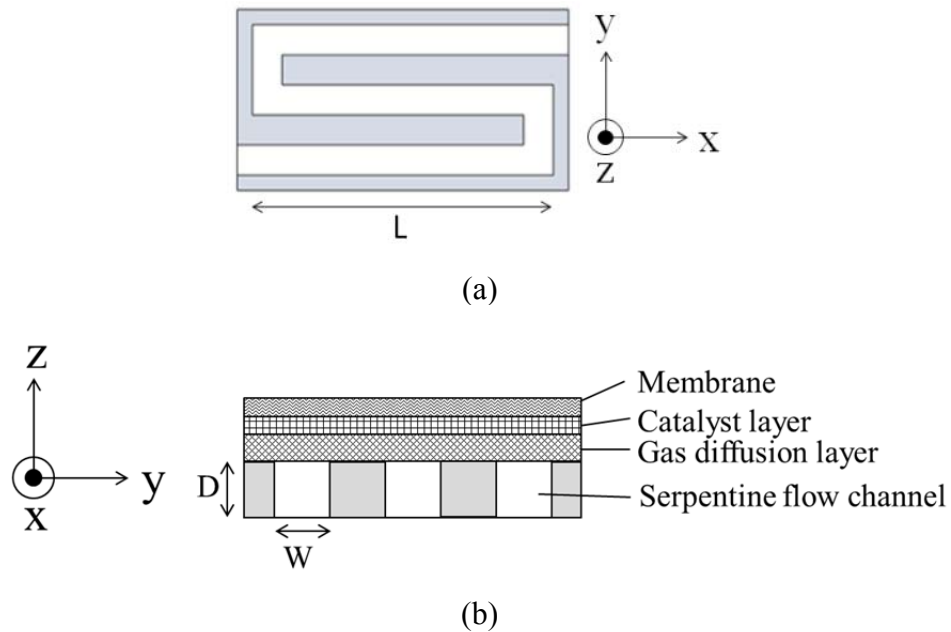 y
x
z
L
(a)
z
Membrane
Catalyst layer
Gas diffusion layer
D
y
Serpentine flow channel
x
W
(b)